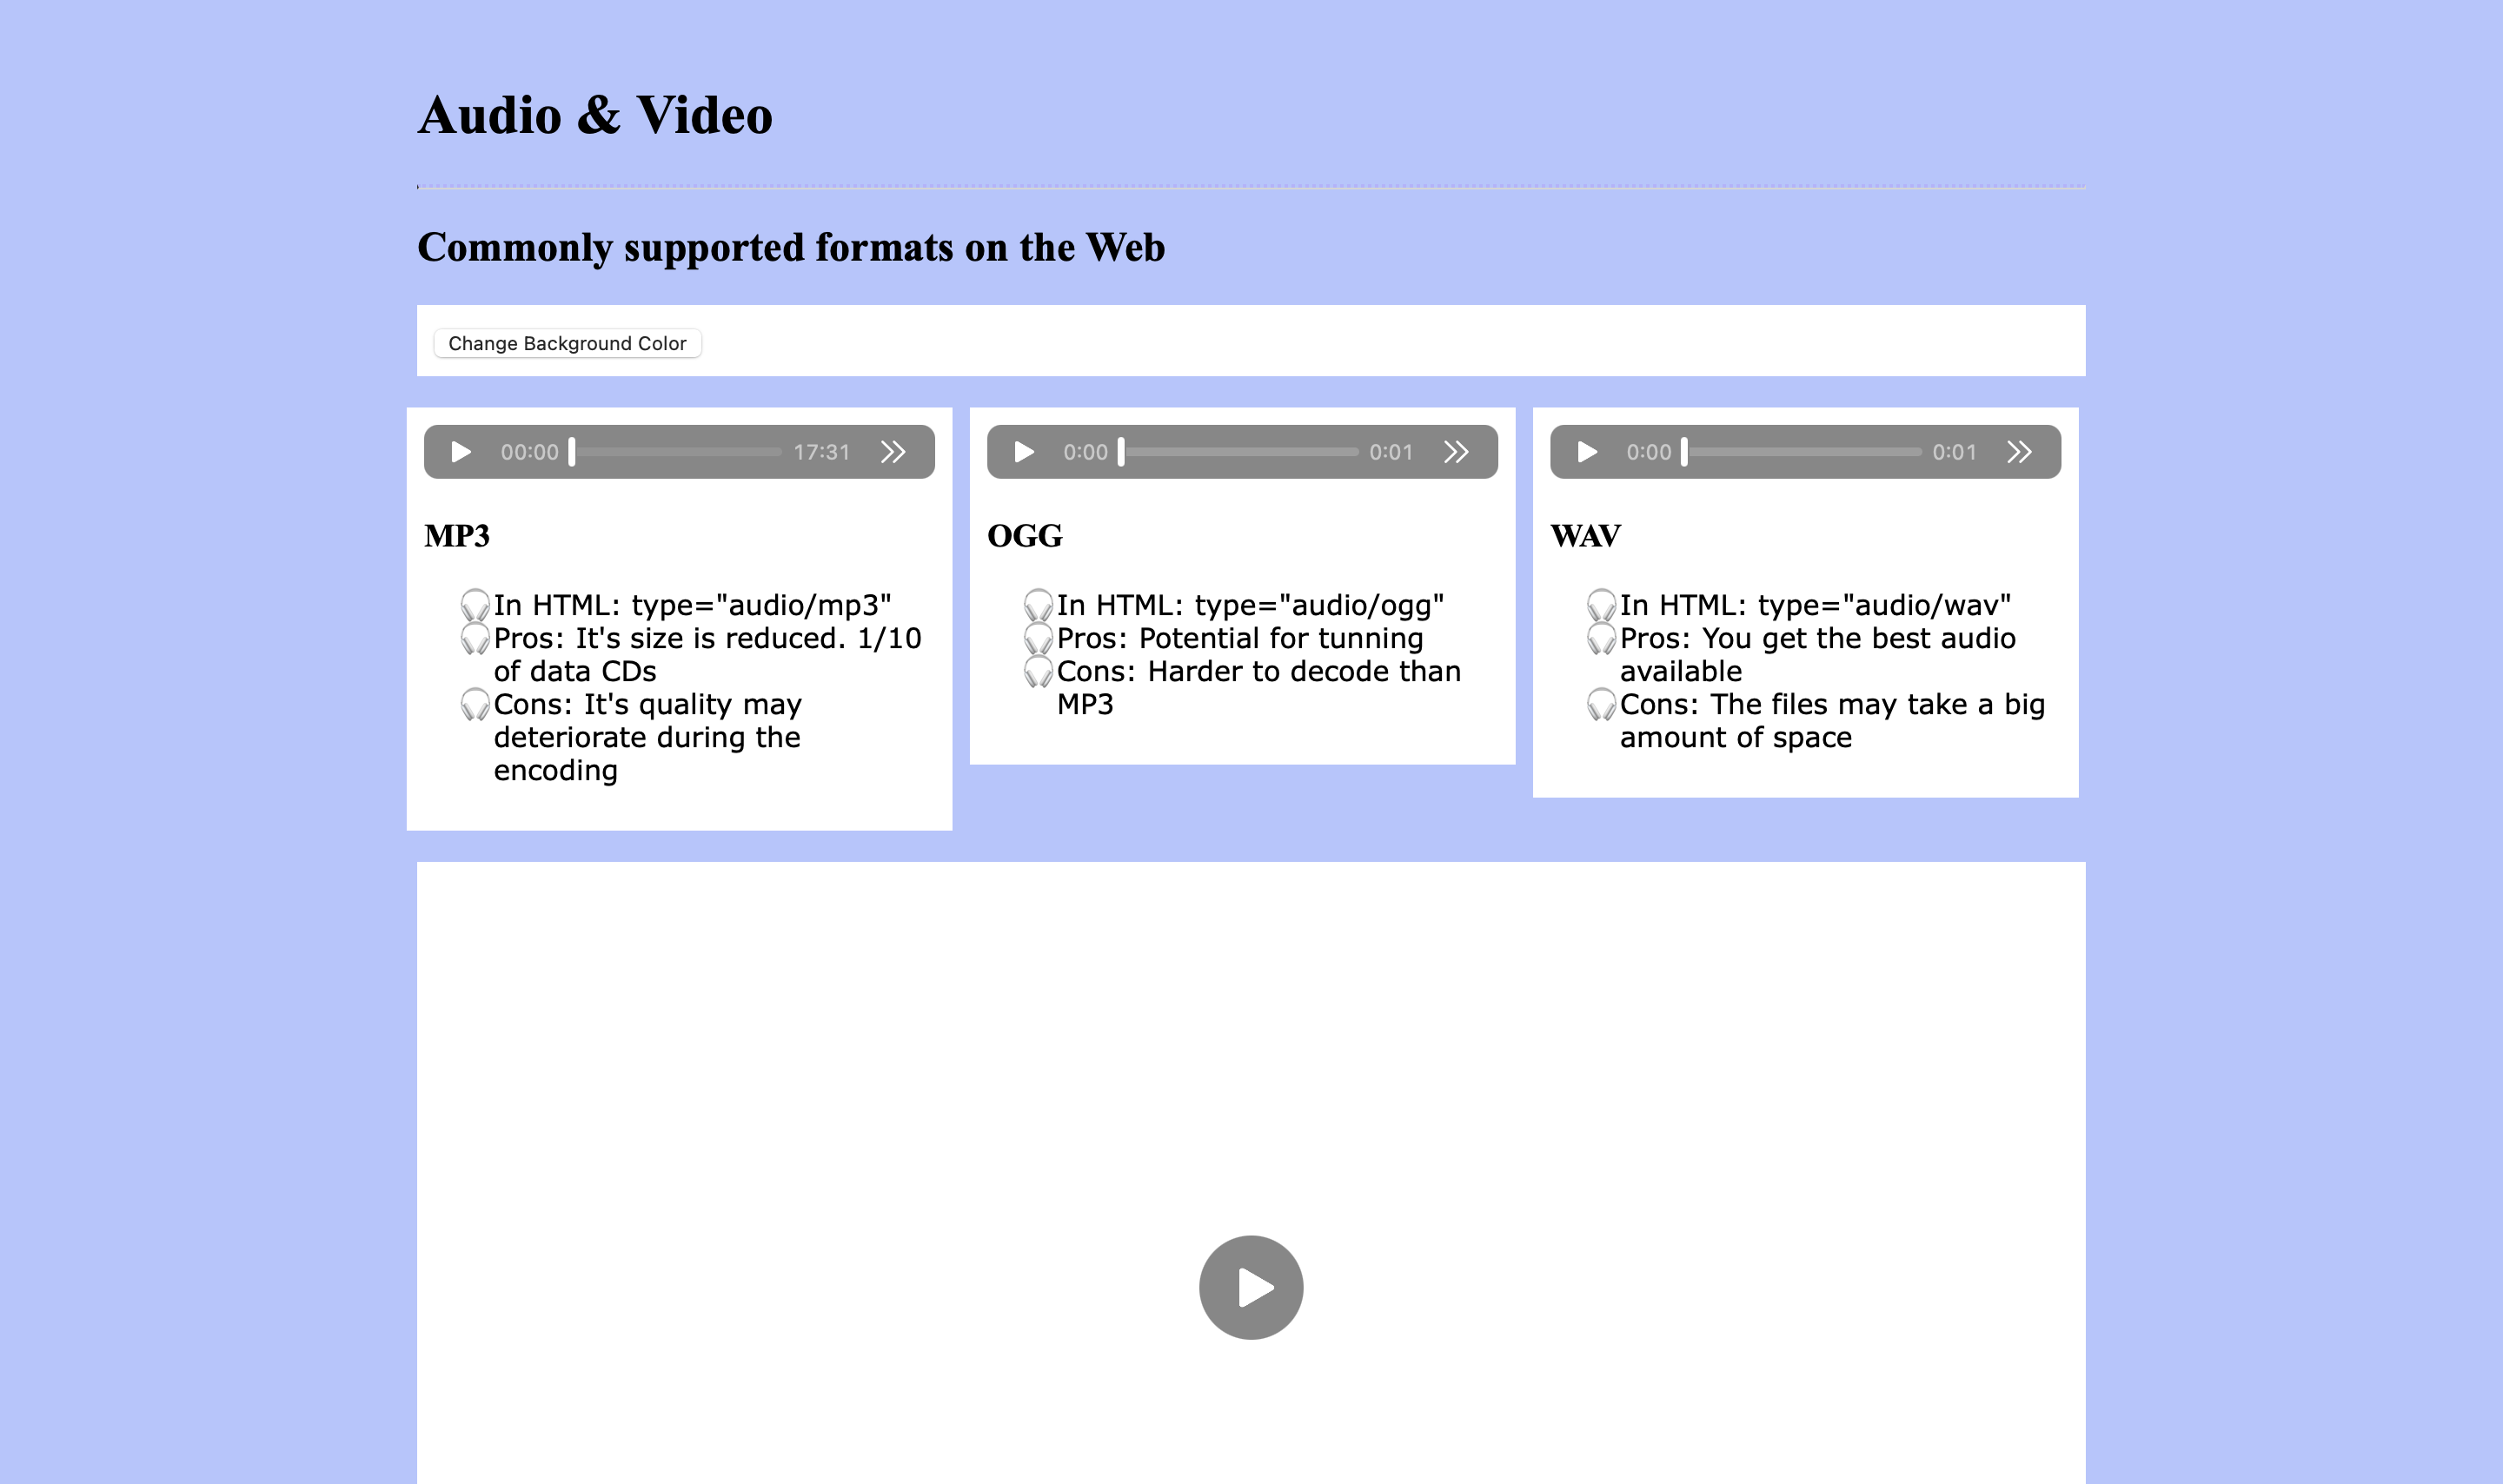 Audio & Video
Commonly supported formats on the Web
Change Background Color
00:00 17:31
MP3
In HTML: type="audio/mp3"
Pros: It's size is reduced. 1/10
of data CDs
Cons: It's quality may
deteriorate during the
encoding
0:00 0:01
OGG
In HTML: type="audio/ogg"
Pros: Potential for tunning
Cons: Harder to decode than
MP3
0:00 0:01
WAV
In HTML: type="audio/wav"
Pros: You get the best audio
available
Cons: The files may take a big
amount of space